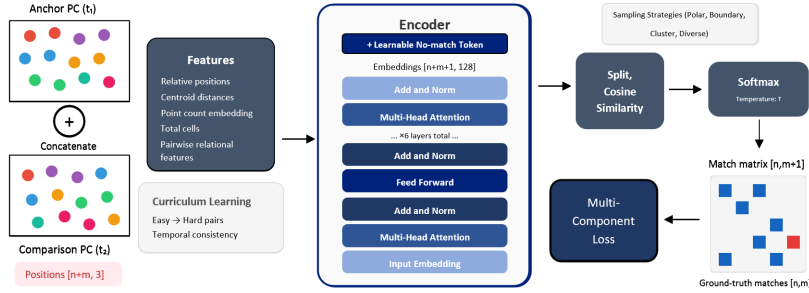 Anchor PC (t₁)
Concatenate
Comparison PC (t₂)
Positions [n+m, 3]
Features
Relative positions
Centroid distances
Point count embedding
Total cells
Pairwise relational
features
Curriculum Learning
Easy → Hard pairs
Temporal consistency
Encoder
+ Learnable No-match Token
Embeddings [n+m+1, 128]
Add and Norm
Multi-Head Attention
... ×6 layers total ...
Add and Norm
Feed Forward
Add and Norm
Multi-Head Attention
Input Embedding
Sampling Strategies (Polar, Boundary,
Cluster, Diverse)
Split,
Cosine
Similarity
Softmax
Temperature: T
Match matrix [n,m+1]
Ground-truth matches [n,m
Multi-
Component
Loss